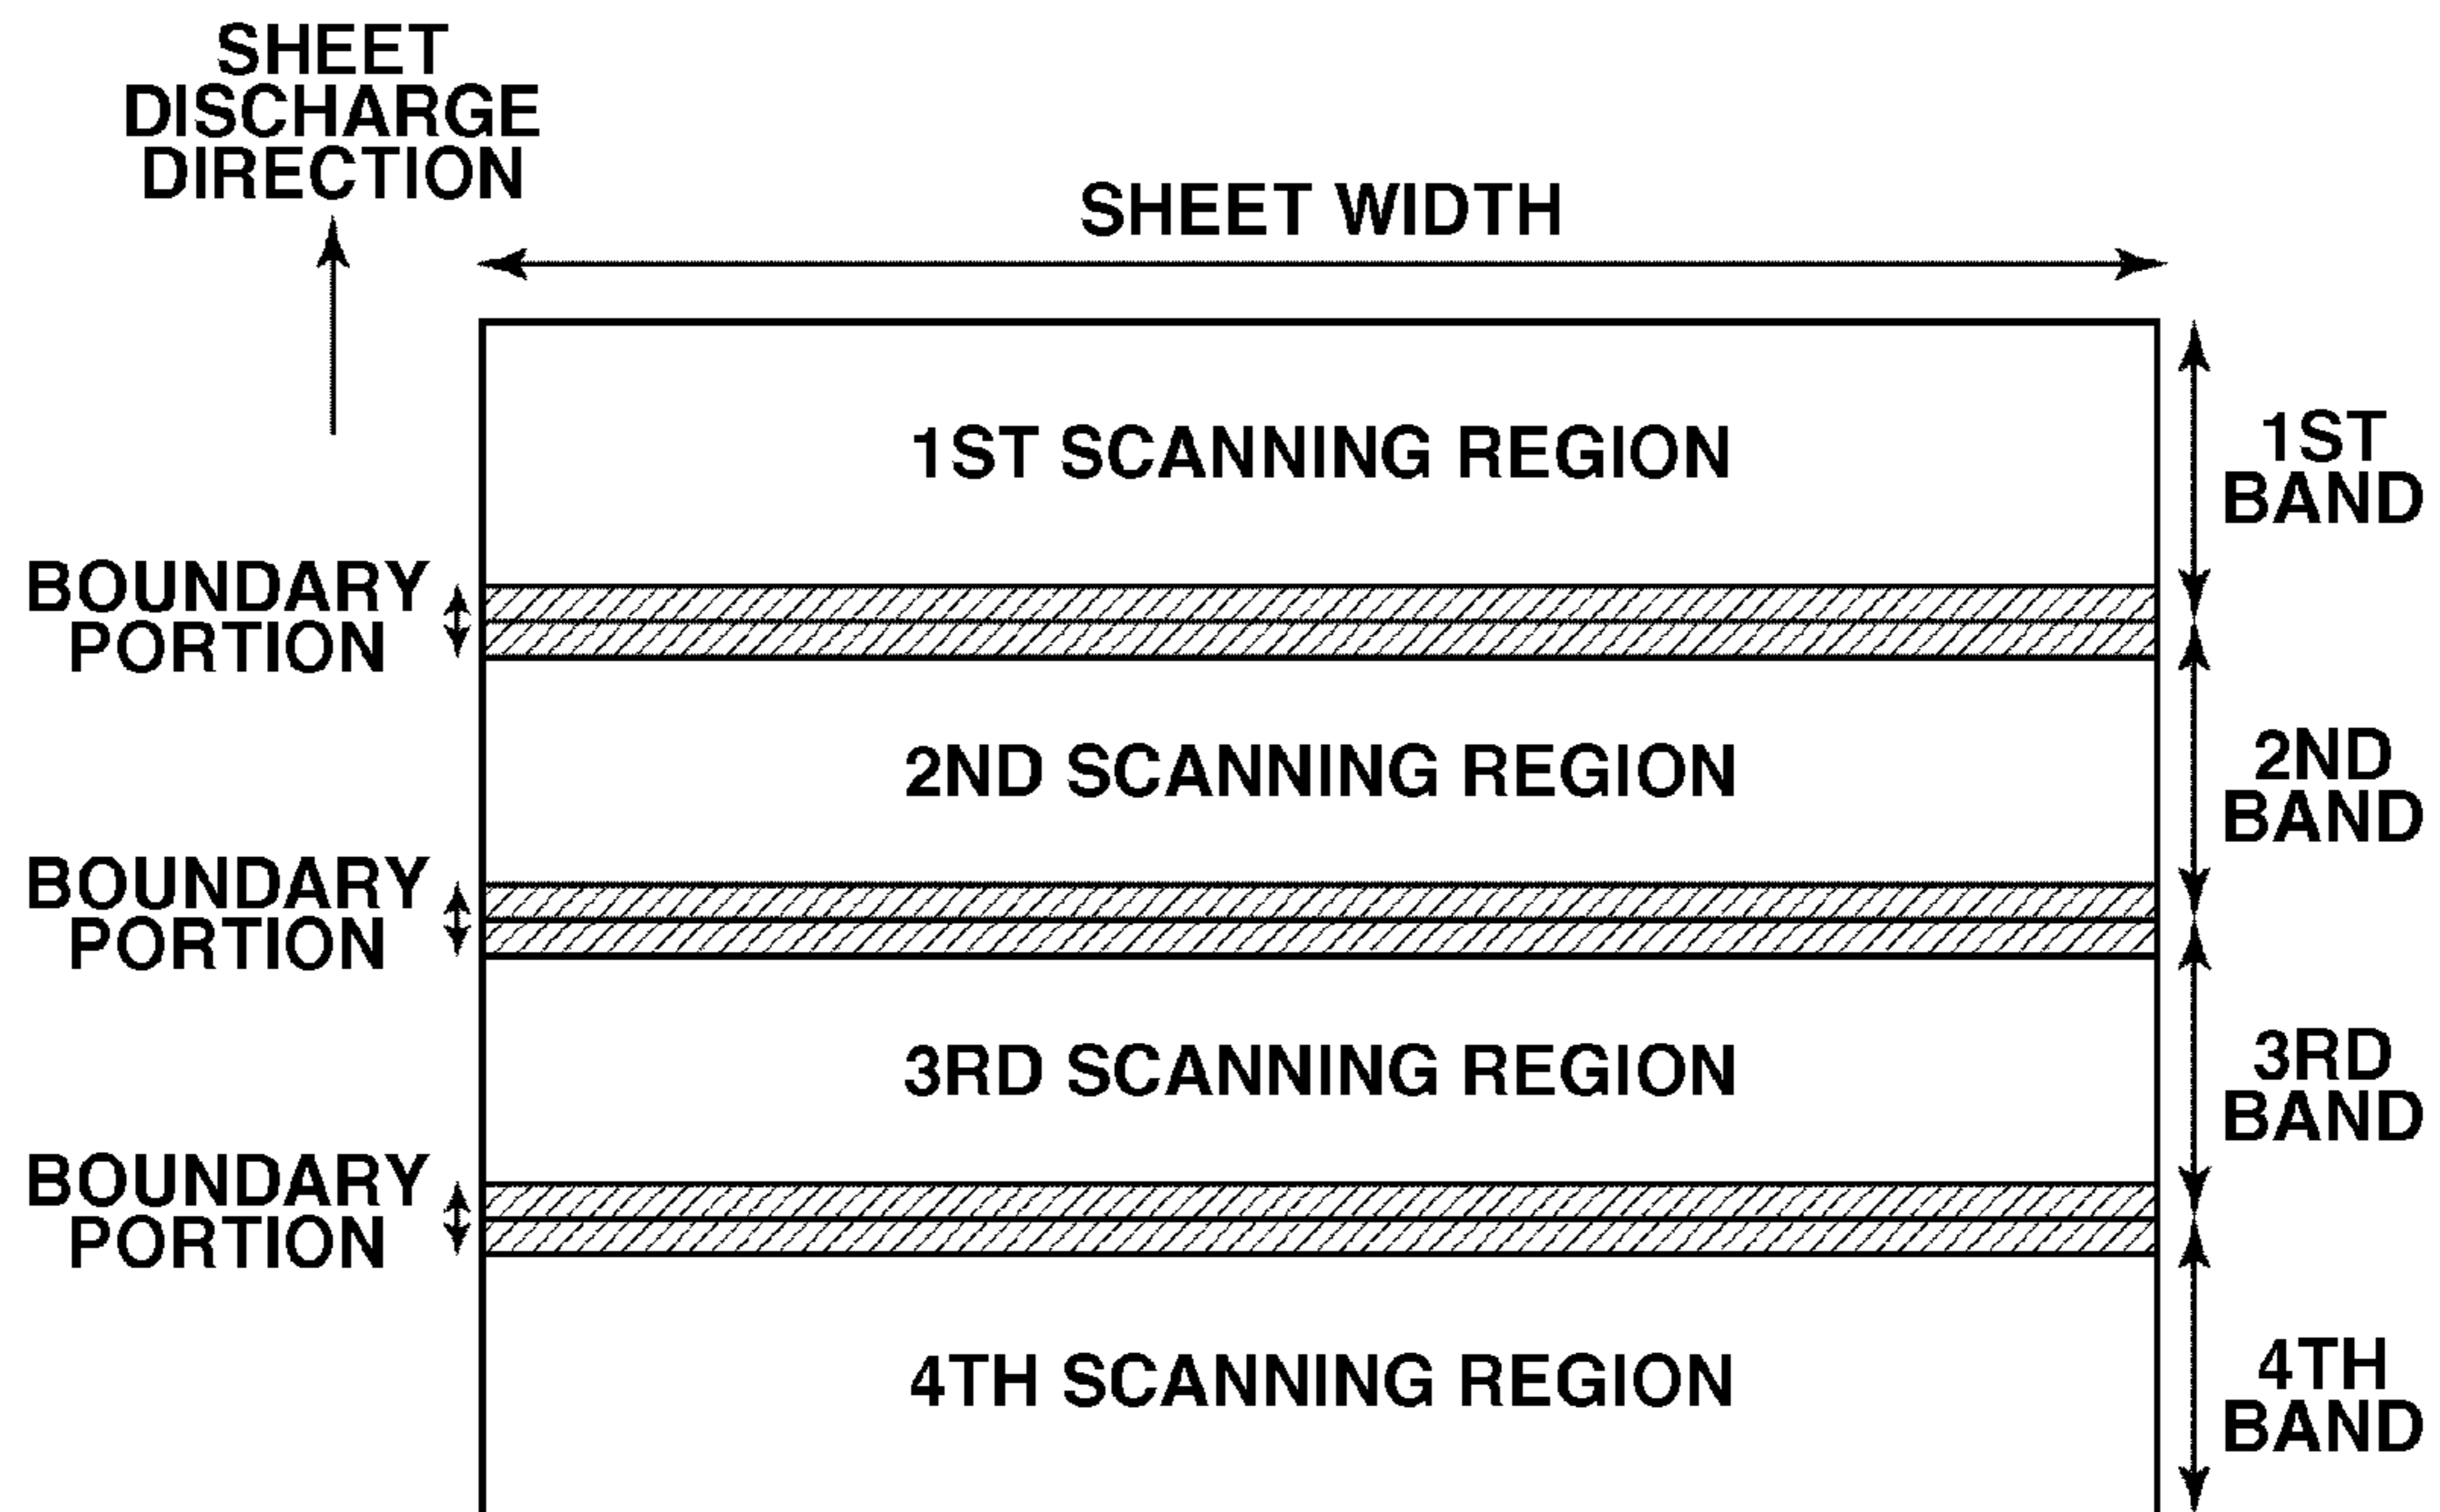 SHEET
DISCHARGE
DIRECTION
SHEET WIDTH
1ST SCANNING REGION
1ST
BAND
BOUNDARY
PORTION
2ND SCANNING REGION
2ND
BAND
BOUNDARY
PORTION
3RD SCANNING REGION
3RD
BAND
BOUNDARY
PORTION
4TH SCANNING REGION
4TH
BAND